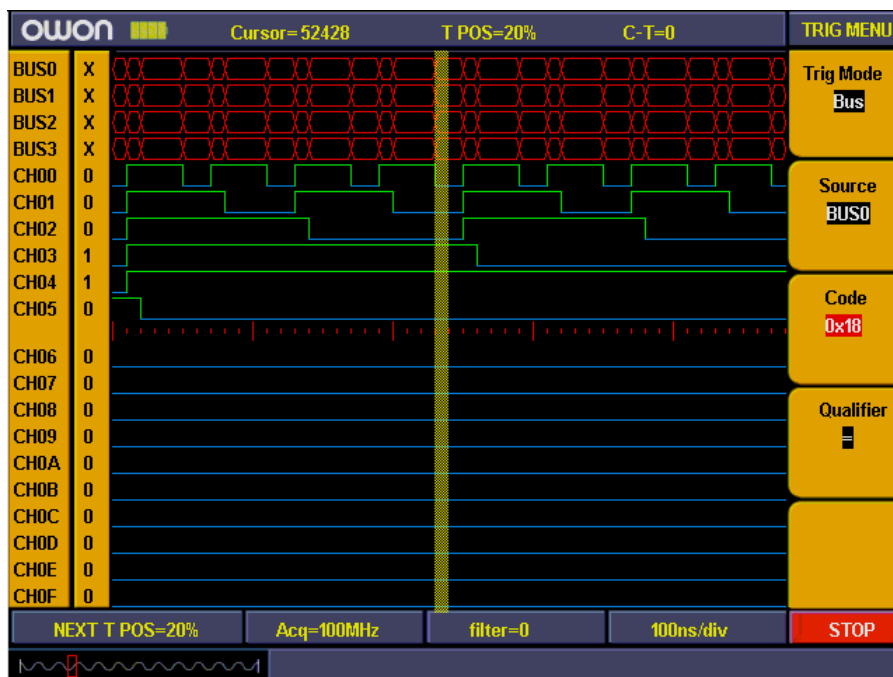 OWON Cursor=52428 T POS=20% C-T=0 TRIG MENU
BUS0 X
BUS1 X
BUS2 X
BUS3 X
CH00 0
CH01 0
CH02 0
CH03 1
CH04 1
CH05 0
CH06 0
CH07 0
CH08 0
CH09 0
CH0A 0
CH0B 0
CH0C 0
CH0D 0
CH0E 0
CH0F 0
Trig Mode
Bus
Source
BUS0
Code
0x18
Qualifier
=
NEXT T POS=20% Acq=100MHz filter=0 100ns/div STOP